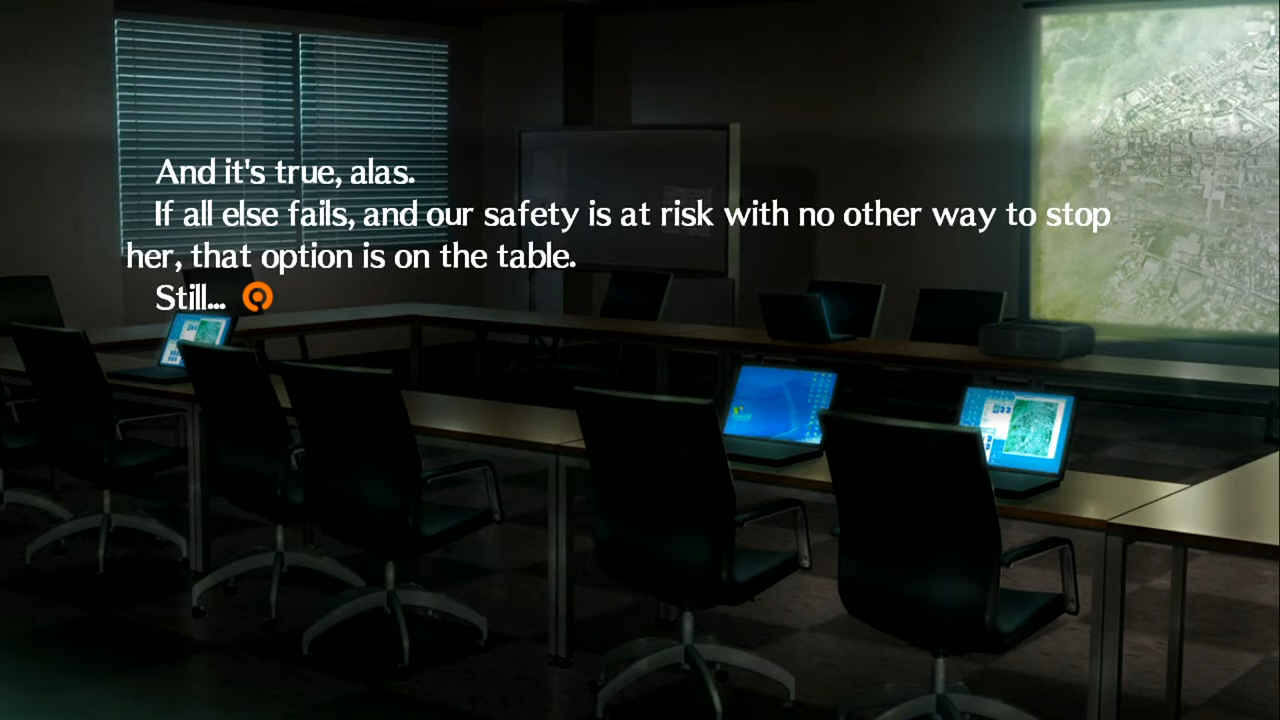 And it's true, alas.
If all else fails, and our safety is at risk with no other way to stop
her, that option is on the table.
Still...